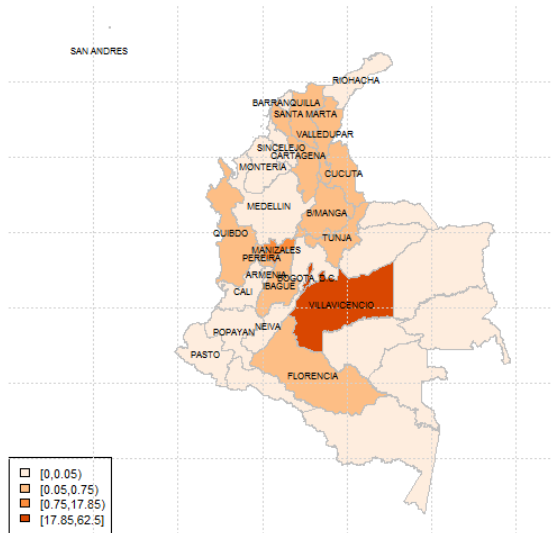 SAN ANDRES
RIOHACHA
BARRANQUILLA
SANTA MARTA
VALLEDUPAR
SINCELEJO
CARTAGENA
MONTERIA
CUCUTA
MEDELLIN
B/MANGA
QUIBDO
TUNJA
MANIZALES
PEREIRA
ARMENIA
BOGOTA, D.C.
IBAGUE
CALI
VILLAVICENCIO
NEIVA
POPAYAN
PASTO
FLORENCIA
[0,0.05)
[0.05,0.75)
[0.75,17.85)
[17.85,62.5]